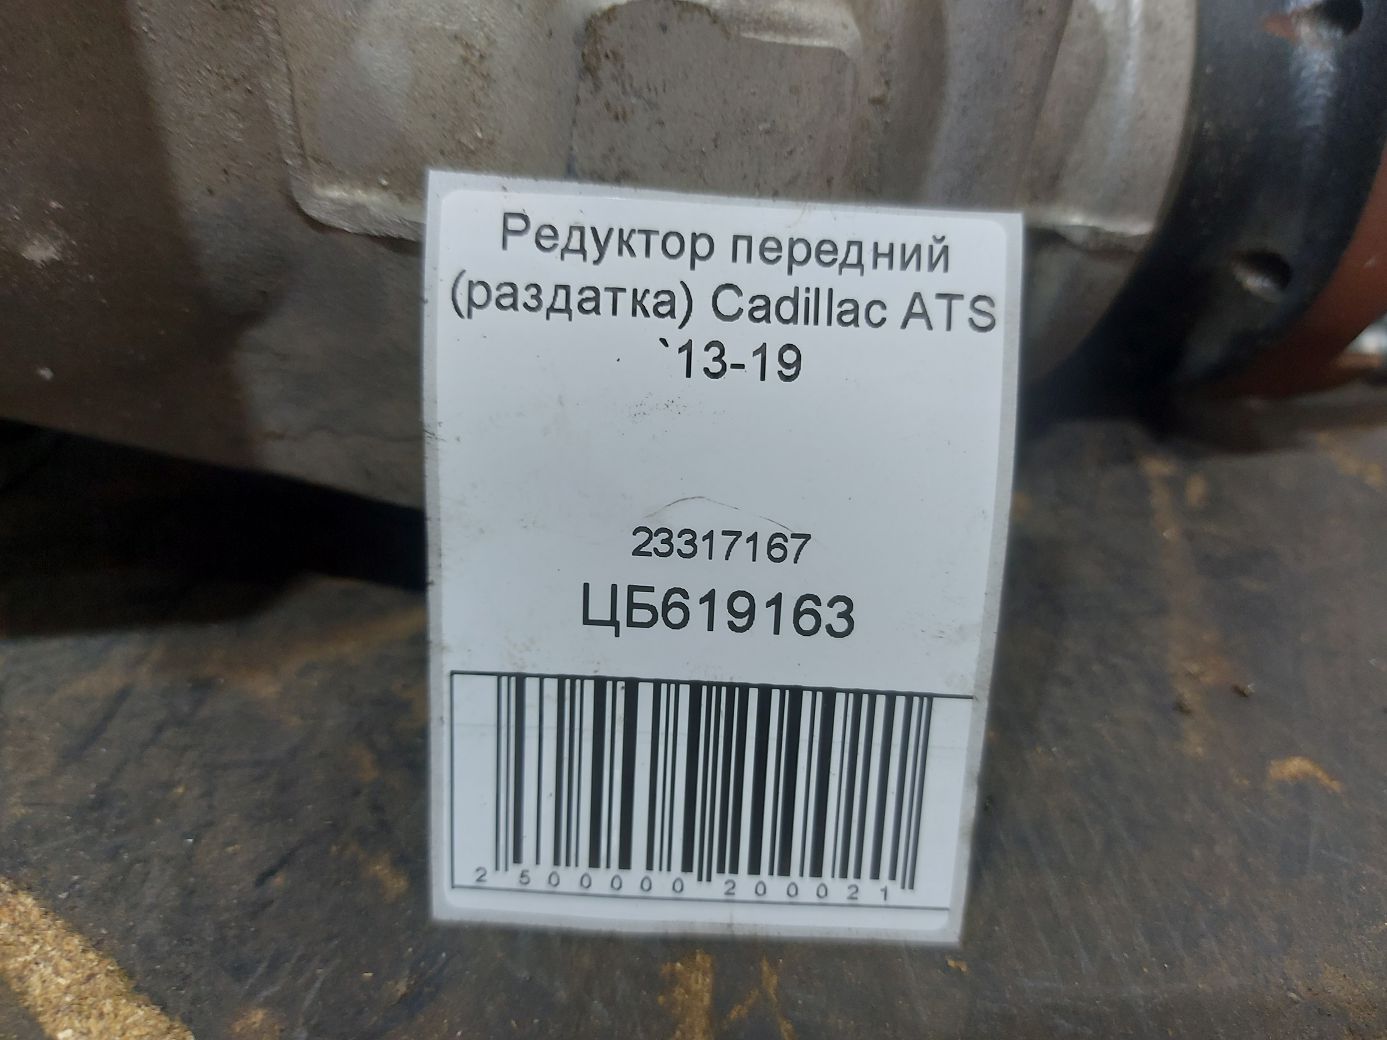 Редуктор передний
(раздатка) Cadillac ATS
`13-19
23317167
ЦБ619163
2 500000 200021